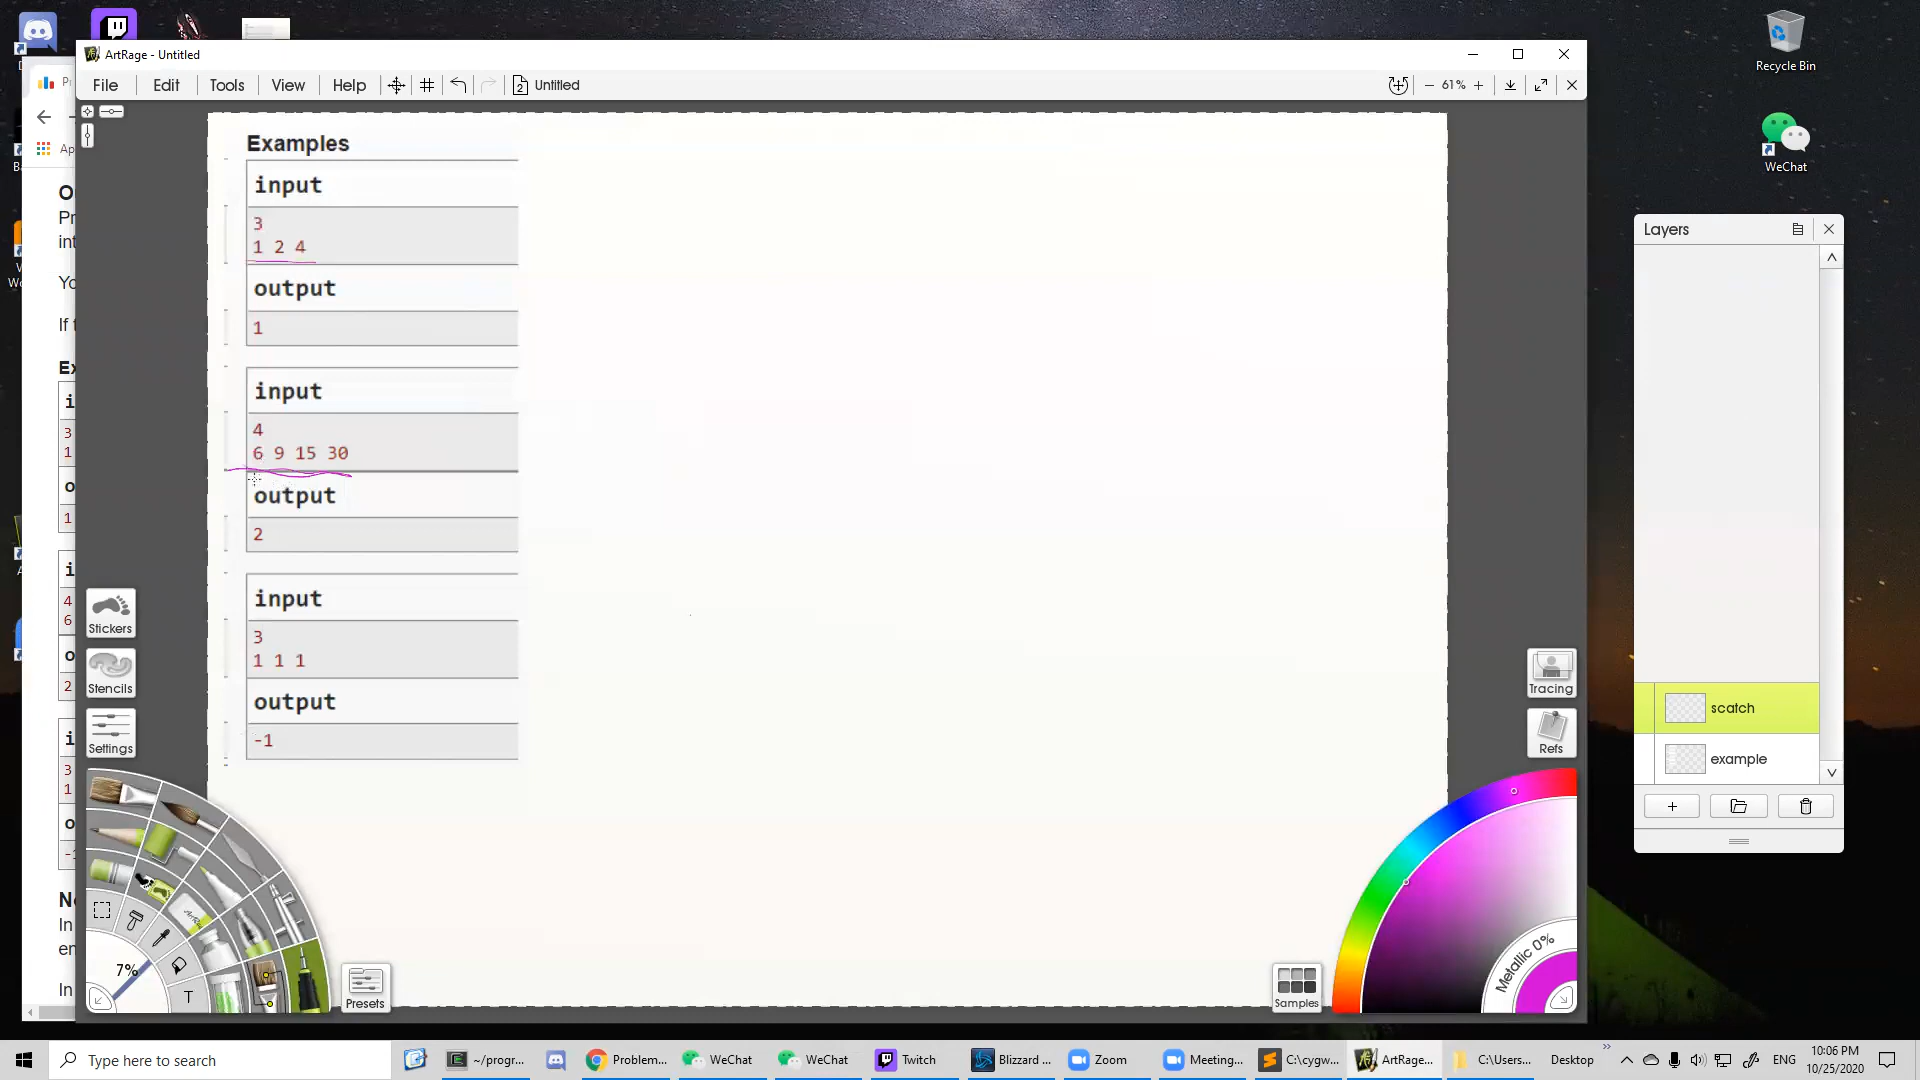 ArtRage - Untitled
File Edit Tools View Help Untitled 61%
Recycle Bin
WeChat
Examples
input
3
1 2 4
output
1
input
4
6 9 15 30
output
2
input
3
1 1 1
output
-1
Layers
scatch
example
Stickers
Stencils
Settings
Tracing
Refs
7%
T
Presets
Samples
Metallic 0%
Type here to search
~/progr...
Problem...
WeChat
WeChat
Twitch
Blizzard ...
Zoom
Meeting...
C:\cygw...
ArtRage...
C:\Users...
Desktop
ENG
10:06 PM
10/25/2020